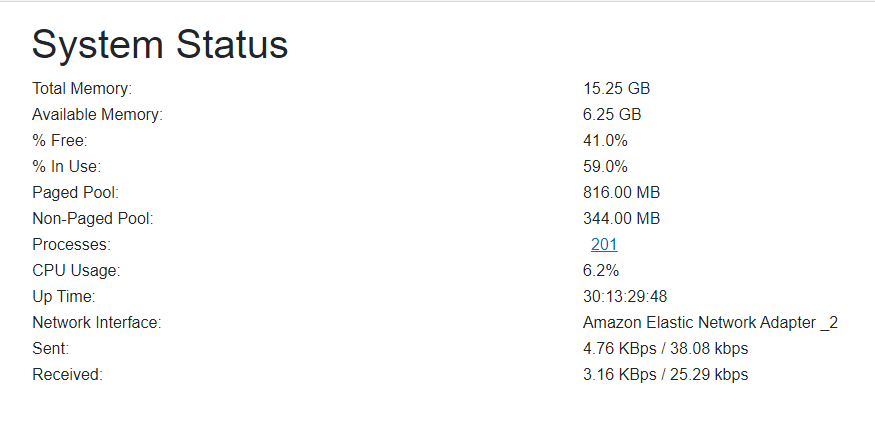 System Status
Total Memory: 15.25 GB
Available Memory: 6.25 GB
% Free: 41.0%
% In Use: 59.0%
Paged Pool: 816.00 MB
Non-Paged Pool: 344.00 MB
Processes: 201
CPU Usage: 6.2%
Up Time: 30:13:29:48
Network Interface: Amazon Elastic Network Adapter _2
Sent: 4.76 KBps / 38.08 kbps
Received: 3.16 KBps / 25.29 kbps